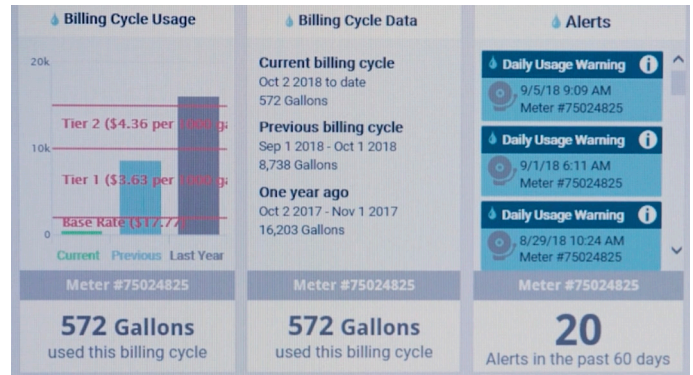 Billing Cycle Usage
20k
Tier 2 ($4.36 per 1000 ga
10k
Tier 1 ($3.63 per 1000 ga
Base Rate ($17.77)
0
Current Previous Last Year
Meter #75024825
572 Gallons
used this billing cycle
Billing Cycle Data
Current billing cycle
Oct 2 2018 to date
572 Gallons
Previous billing cycle
Sep 1 2018 - Oct 1 2018
8,738 Gallons
One year ago
Oct 2 2017 - Nov 1 2017
16,203 Gallons
Meter #75024825
572 Gallons
used this billing cycle
Alerts
Daily Usage Warning
9/5/18 9:09 AM
Meter #75024825
Daily Usage Warning
9/1/18 6:11 AM
Meter #75024825
Daily Usage Warning
8/29/18 10:24 AM
Meter #75024825
Meter #75024825
20
Alerts in the past 60 days